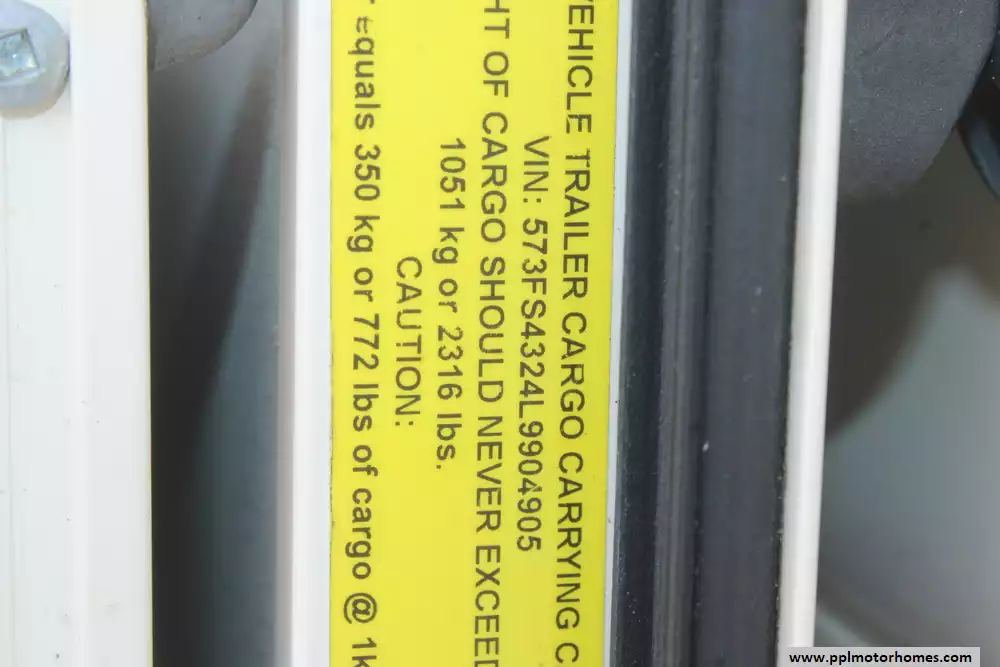 VEHICLE TRAILER CARGO CARRYING C
VIN: 573FS4324L9904905
HT OF CARGO SHOULD NEVER EXCEED
1051 kg or 2316 lbs.
CAUTION:
equals 350 kg or 772 lbs of cargo @ 1k
www.pplmotorhomes.com